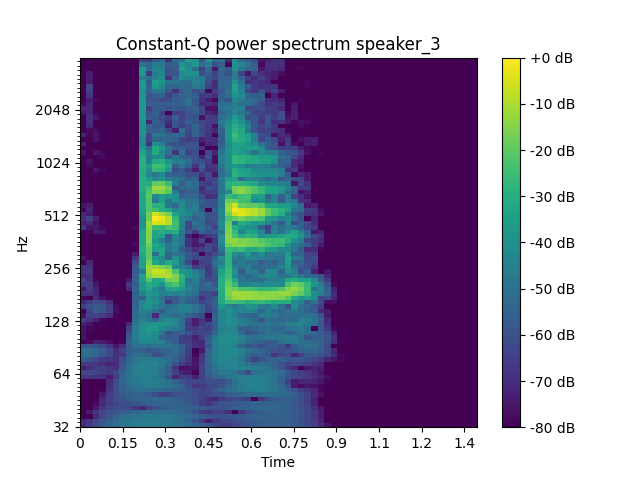 Constant-Q power spectrum speaker_3
Hz
2048
1024
512
256
128
64
32
0 0.15 0.3 0.45 0.6 0.75 0.9 1.1 1.2 1.4
Time
+0 dB
-10 dB
-20 dB
-30 dB
-40 dB
-50 dB
-60 dB
-70 dB
-80 dB